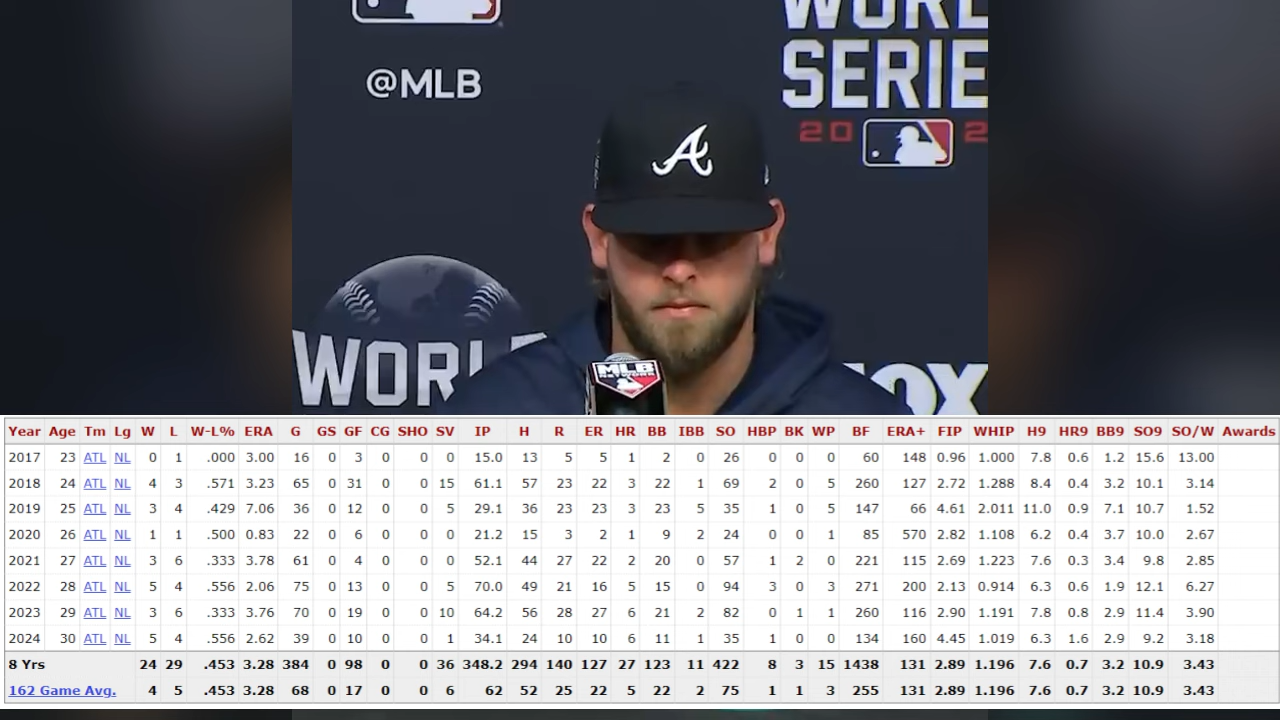 WORL
@MLB
SERIE
20 2
A
WORL
MLB
NETWORK
FOX
Year Age Tm Lg W L W-L% ERA G GS GF CG SHO SV IP H R ER HR BB IBB SO HBP BK WP BF ERA+ FIP WHIP H9 HR9 BB9 SO9 SO/W Awards
2017 23 ATL NL 0 1 .000 3.00 16 0 3 0 0 0 15.0 13 5 5 1 2 0 26 0 0 0 60 148 0.96 1.000 7.8 0.6 1.2 15.6 13.00
2018 24 ATL NL 4 3 .571 3.23 65 0 31 0 0 15 61.1 57 23 22 3 22 1 69 2 0 5 260 127 2.72 1.288 8.4 0.4 3.2 10.1 3.14
2019 25 ATL NL 3 4 .429 7.06 36 0 12 0 0 5 29.1 36 23 23 3 23 5 35 1 0 5 147 66 4.61 2.011 11.0 0.9 7.1 10.7 1.52
2020 26 ATL NL 1 1 .500 0.83 22 0 6 0 0 0 21.2 15 3 2 1 9 2 24 0 0 1 85 570 2.82 1.108 6.2 0.4 3.7 10.0 2.67
2021 27 ATL NL 3 6 .333 3.78 61 0 4 0 0 0 52.1 44 27 22 2 20 0 57 1 2 0 221 115 2.69 1.223 7.6 0.3 3.4 9.8 2.85
2022 28 ATL NL 5 4 .556 2.06 75 0 13 0 0 5 70.0 49 21 16 5 15 0 94 3 0 3 271 200 2.13 0.914 6.3 0.6 1.9 12.1 6.27
2023 29 ATL NL 3 6 .333 3.76 70 0 19 0 0 10 64.2 56 28 27 6 21 2 82 0 1 1 260 116 2.90 1.191 7.8 0.8 2.9 11.4 3.90
2024 30 ATL NL 5 4 .556 2.62 39 0 10 0 0 1 34.1 24 10 10 6 11 1 35 1 0 0 134 160 4.45 1.019 6.3 1.6 2.9 9.2 3.18
8 Yrs 24 29 .453 3.28 384 0 98 0 0 36 348.2 294 140 127 27 123 11 422 8 3 15 1438 131 2.89 1.196 7.6 0.7 3.2 10.9 3.43
162 Game Avg. 4 5 .453 3.28 68 0 17 0 0 6 62 52 25 22 5 22 2 75 1 1 3 255 131 2.89 1.196 7.6 0.7 3.2 10.9 3.43